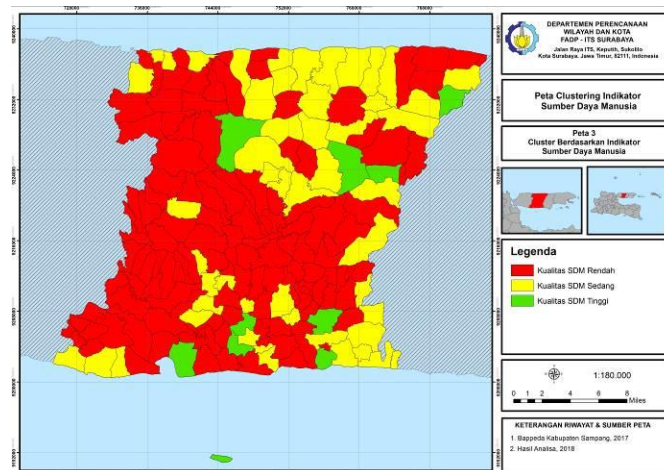 DEPARTEMEN PERENCANAAN
WILAYAH DAN KOTA
FADP - ITS SURABAYA
Jalan Raya ITS, Keputih, Sukolilo
Kota Surabaya, Jawa Timur, 82111, Indonesia
Peta Clustering Indikator
Sumber Daya Manusia
Peta 3
Cluster Berdasarkan Indikator
Sumber Daya Manusia
Legenda
Kualitas SDM Rendah
Kualitas SDM Sedang
Kualitas SDM Tinggi
1:180.000
0 1 2 4 6 8
Miles
KETERANGAN RIWAYAT & SUMBER PETA
1. Bappeda Kabupaten Sampang, 2017
2. Hasil Analisa, 2018